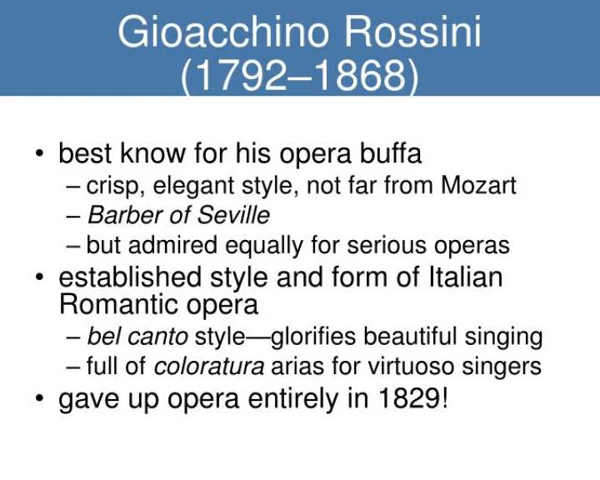 Gioacchino Rossini
(1792–1868)
• best know for his opera buffa
– crisp, elegant style, not far from Mozart
– Barber of Seville
– but admired equally for serious operas
• established style and form of Italian
Romantic opera
– bel canto style—glorifies beautiful singing
– full of coloratura arias for virtuoso singers
• gave up opera entirely in 1829!